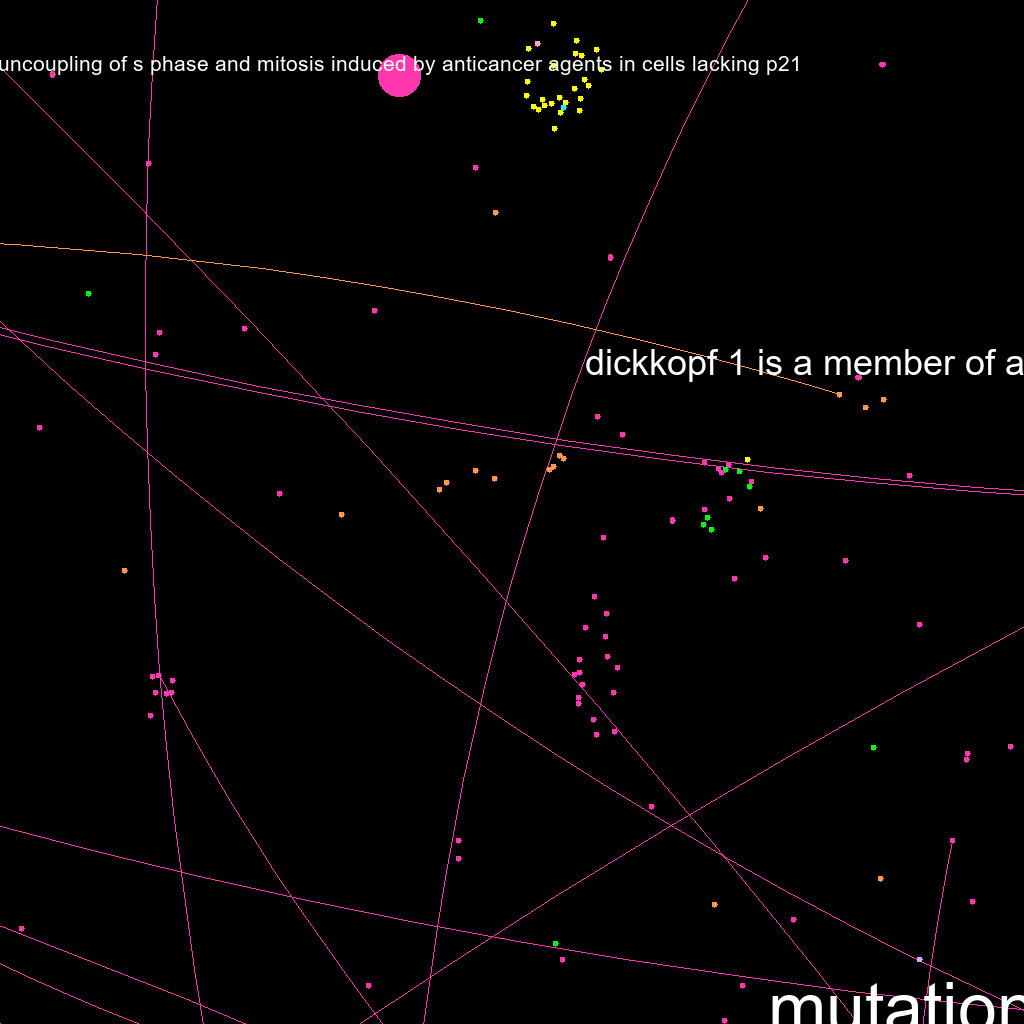 uncoupling of s phase and mitosis induced by anticancer agents in cells lacking p21
dickkopf 1 is a member of a
mutation